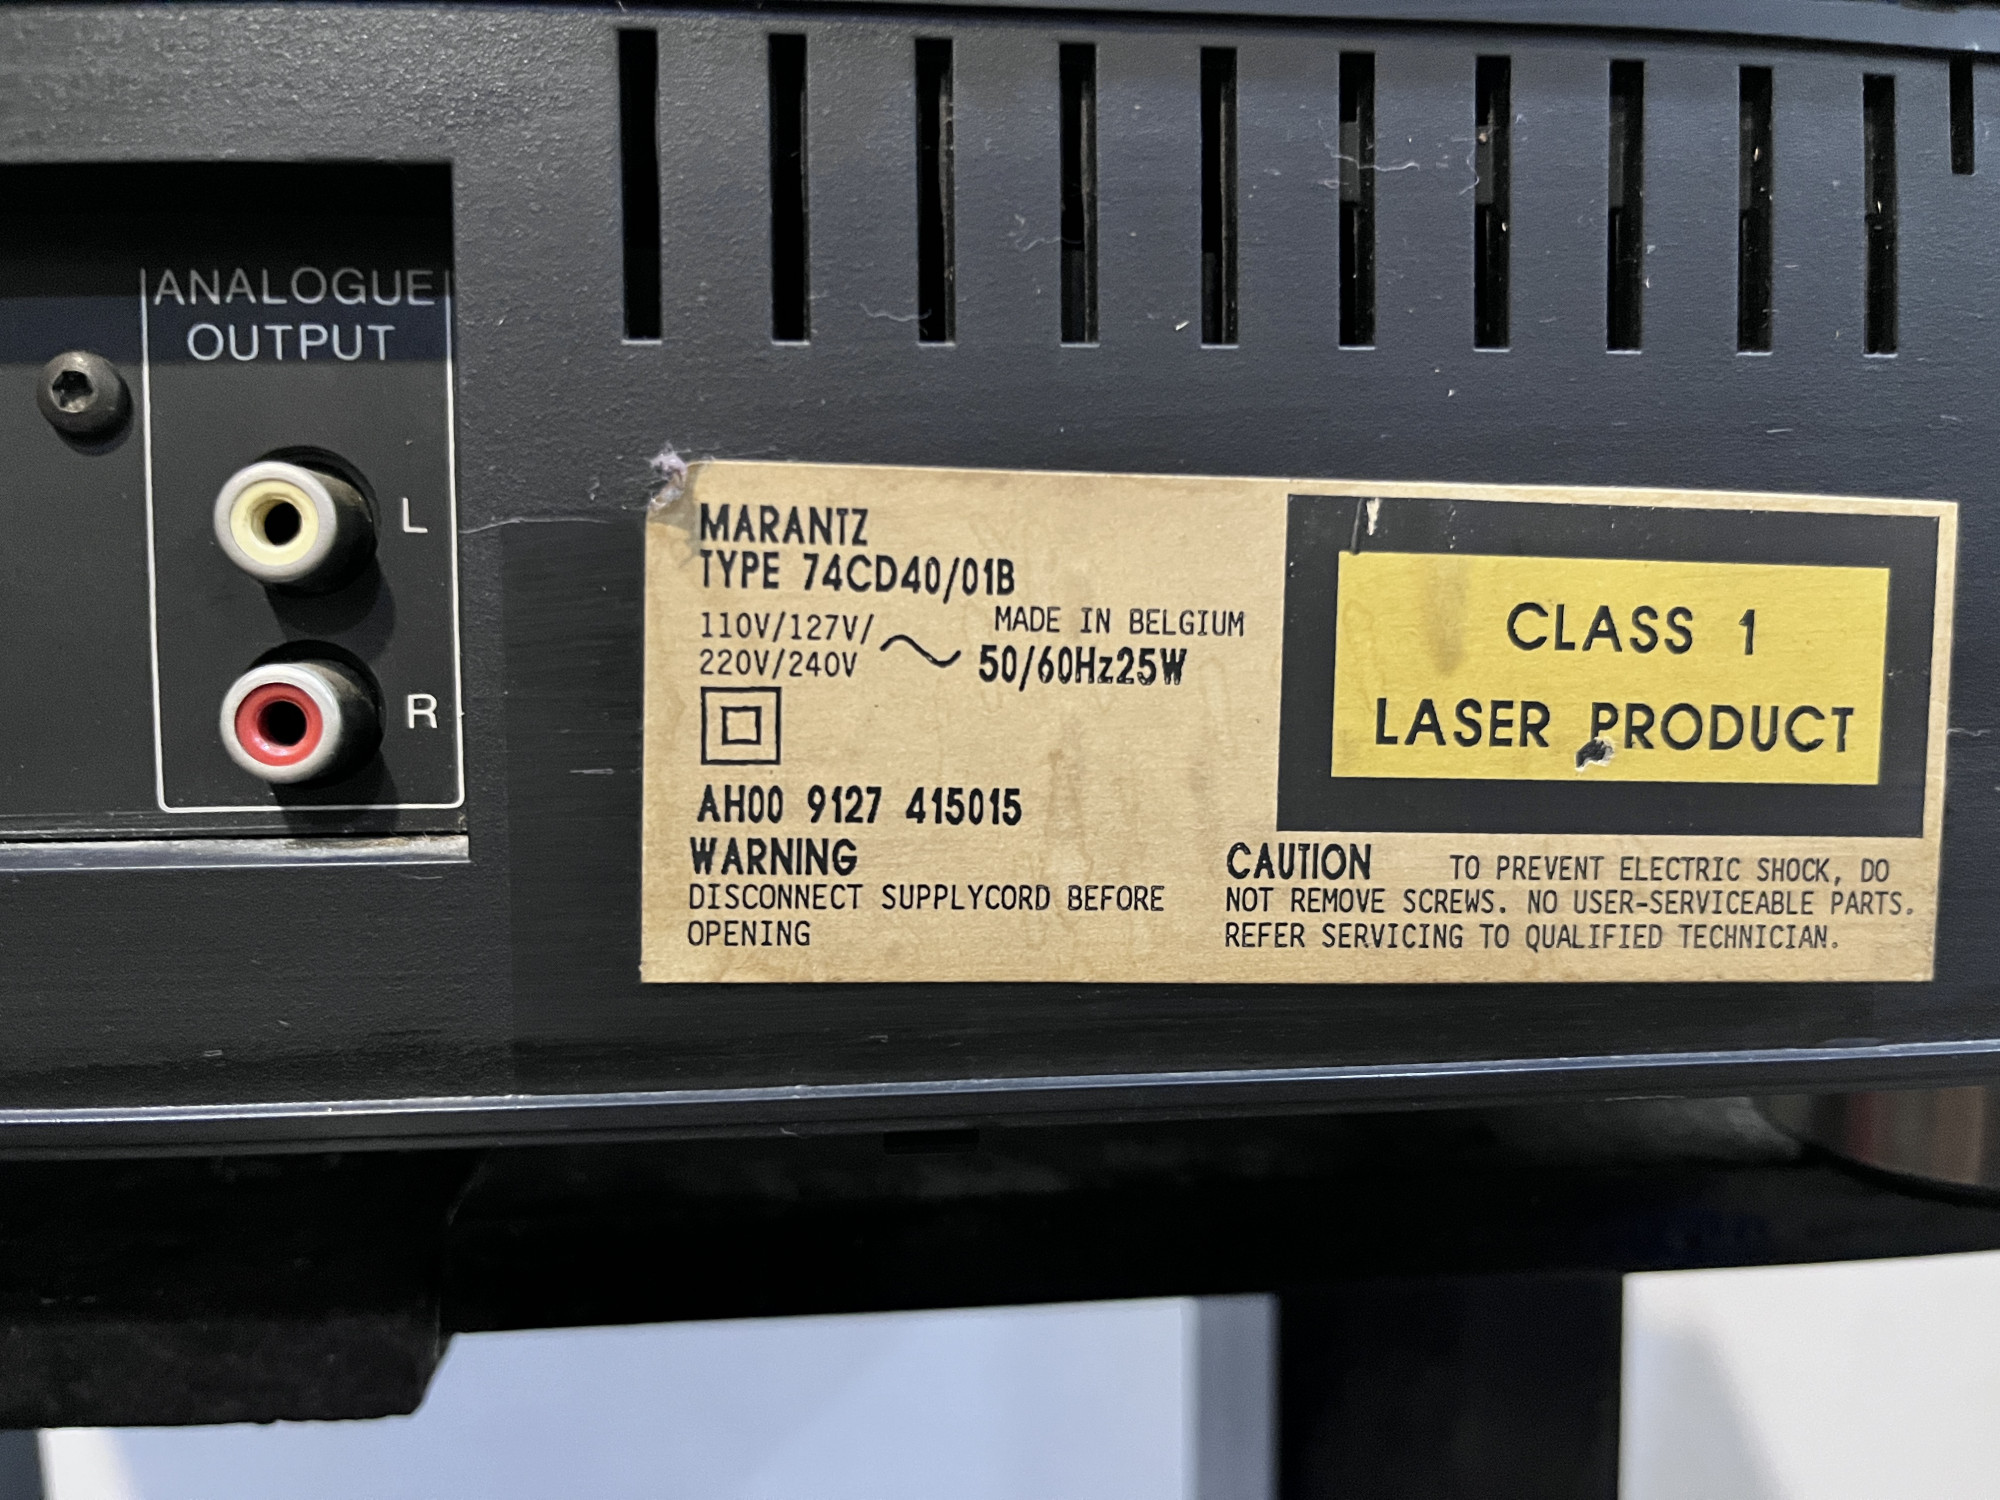 ANALOGUE
OUTPUT
L
R
MARANTZ
TYPE 74CD40/01B
110V/127V/ MADE IN BELGIUM
220V/240V ~ 50/60Hz25W
AH00 9127 415015
WARNING
DISCONNECT SUPPLYCORD BEFORE
OPENING
CLASS 1
LASER PRODUCT
CAUTION TO PREVENT ELECTRIC SHOCK, DO
NOT REMOVE SCREWS. NO USER-SERVICEABLE PARTS.
REFER SERVICING TO QUALIFIED TECHNICIAN.